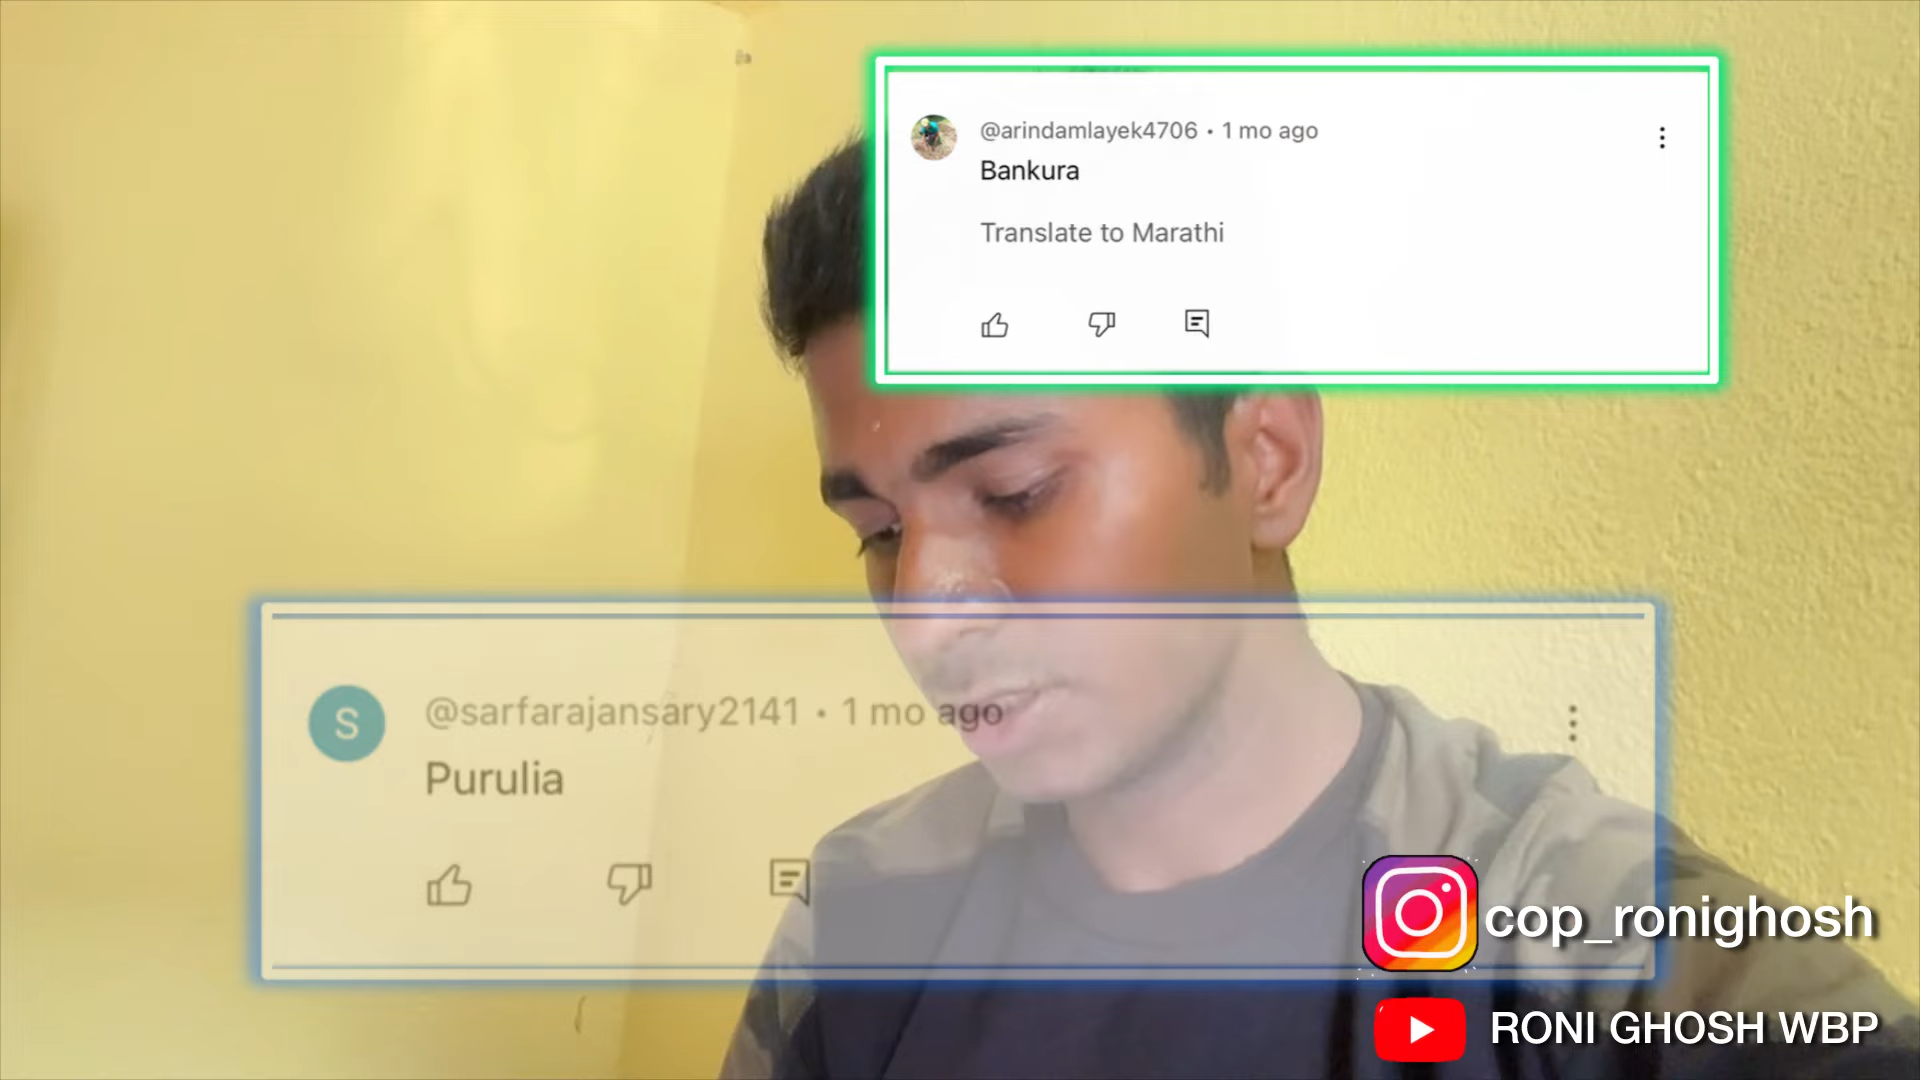 @arindamlayek4706 • 1 mo ago
Bankura
Translate to Marathi
S
@sarfarajansary2141 • 1 mo ago
Purulia
cop_ronighosh
RONI GHOSH WBP